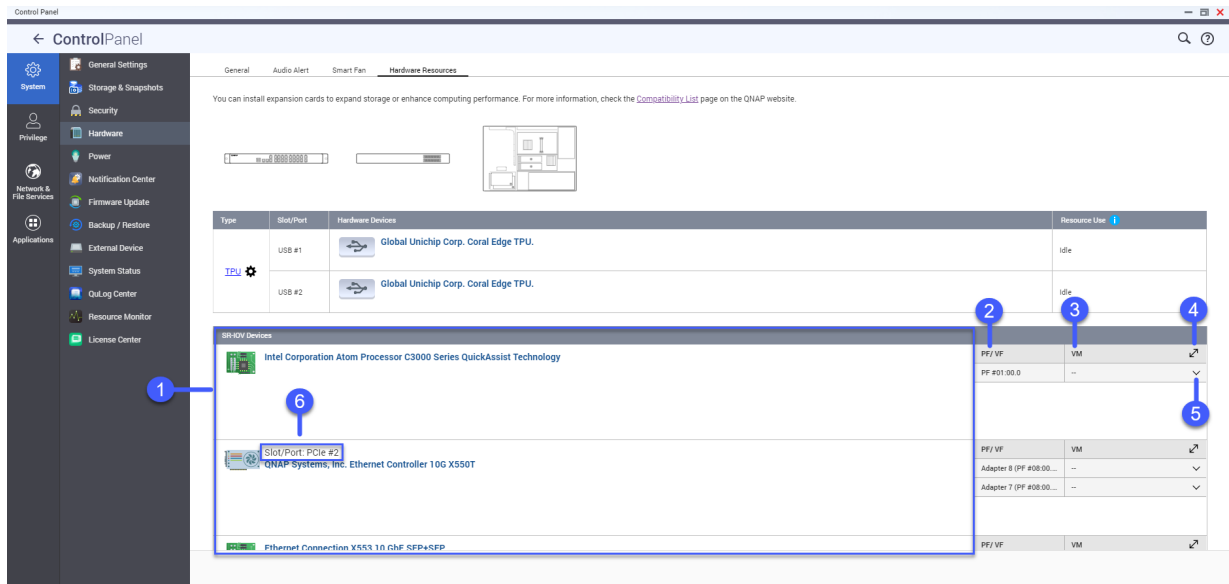 Control Panel
ControlPanel
System
Privilege
Network &
File Services
Applications
General Settings
Storage & Snapshots
Security
Hardware
Power
Notification Center
Firmware Update
Backup / Restore
External Device
System Status
QuLog Center
Resource Monitor
License Center
General Audio Alert Smart Fan Hardware Resources
You can install expansion cards to expand storage or enhance computing performance. For more information, check the Compatibility List page on the QNAP website.
Type Slot/Port Hardware Devices Resource Use i
TPU
USB #1 Global Unichip Corp. Coral Edge TPU. Idle
USB #2 Global Unichip Corp. Coral Edge TPU. Idle
2 3 4
SR-IOV Devices
Intel Corporation Atom Processor C3000 Series QuickAssist Technology
PF/ VF VM
PF #01:00.0 --
1
6
5
Slot/Port: PCIe #2
QNAP Systems, Inc. Ethernet Controller 10G X550T
PF/ VF VM
Adapter 8 (PF #08:00.... --
Adapter 7 (PF #08:00.... --
Ethernet Connection X553 10 GbE SFP+SFP
PF/ VF VM